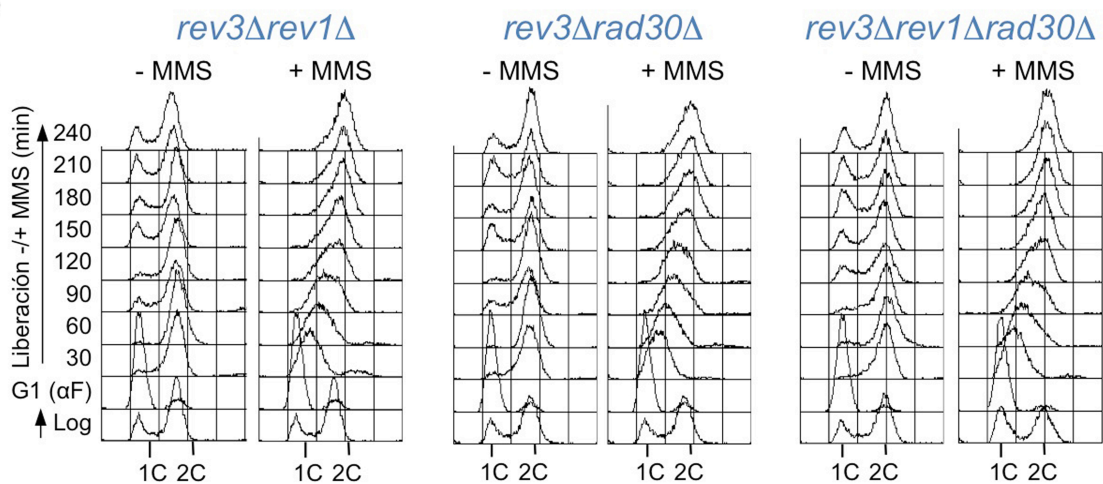 rev3Δrev1Δ rev3Δrad30Δ rev3Δrev1Δrad30Δ
- MMS + MMS - MMS + MMS - MMS + MMS
Liberación -/+ MMS (min)
240
210
180
150
120
90
60
30
G1 (αF)
Log
1C 2C 1C 2C 1C 2C 1C 2C 1C 2C 1C 2C